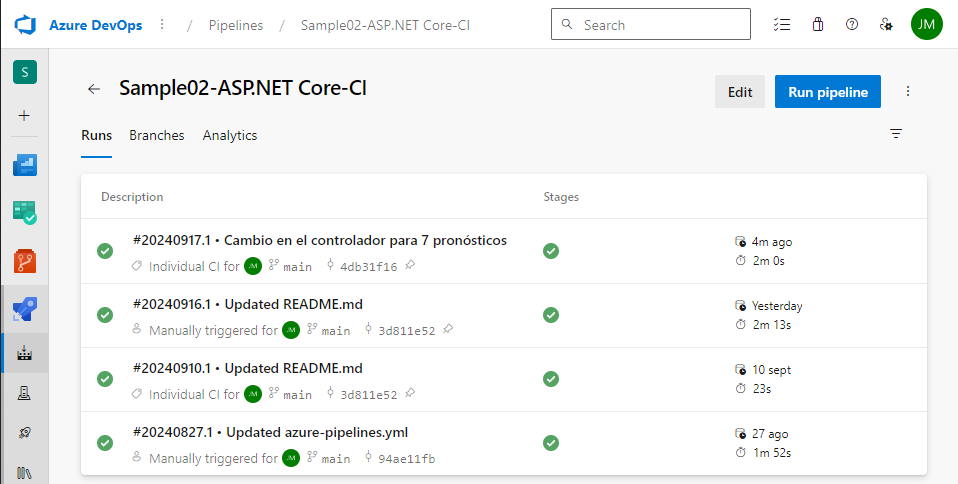 Azure DevOps / Pipelines / Sample02-ASP.NET Core-CI Search JM
S
Sample02-ASP.NET Core-CI Edit Run pipeline
Runs Branches Analytics
Description Stages
#20240917.1 • Cambio en el controlador para 7 pronósticos 4m ago
Individual CI for JM main 4db31f16 2m 0s
#20240916.1 • Updated README.md Yesterday
Manually triggered for JM main 3d811e52 2m 13s
#20240910.1 • Updated README.md 10 sept
Individual CI for JM main 3d811e52 23s
#20240827.1 • Updated azure-pipelines.yml 27 ago
Manually triggered for JM main 94ae11fb 1m 52s